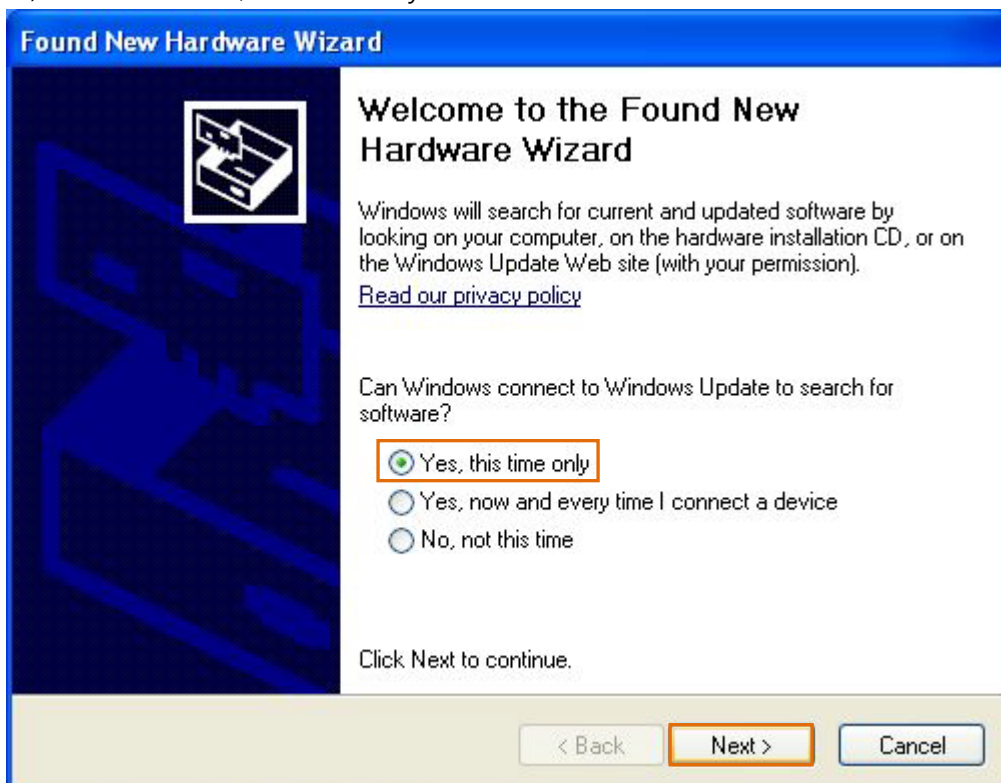 Found New Hardware Wizard
Welcome to the Found New
Hardware Wizard
Windows will search for current and updated software by
looking on your computer, on the hardware installation CD, or on
the Windows Update Web site (with your permission).
Read our privacy policy
Can Windows connect to Windows Update to search for
software?
Yes, this time only
Yes, now and every time I connect a device
No, not this time
Click Next to continue.
< Back
Next >
Cancel